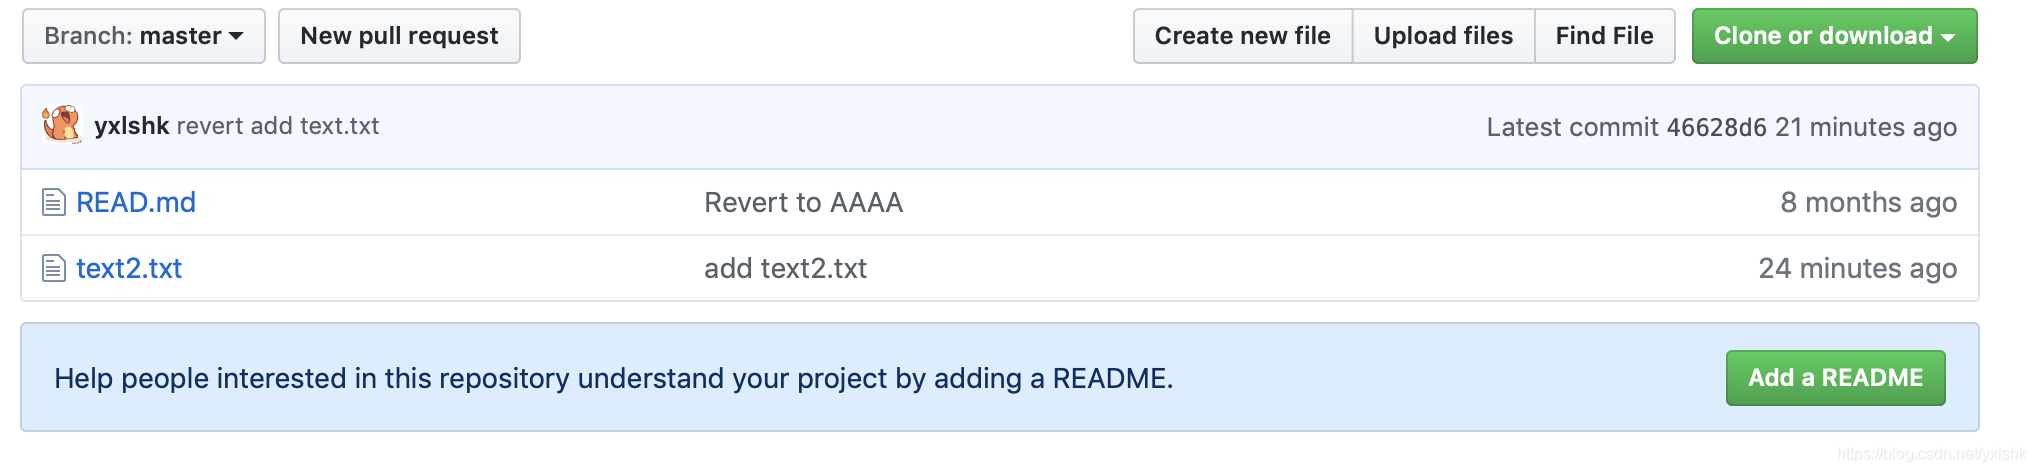 Branch: master New pull request Create new file Upload files Find File Clone or download
yxlshk revert add text.txt Latest commit 46628d6 21 minutes ago
READ.md Revert to AAAA 8 months ago
text2.txt add text2.txt 24 minutes ago
Help people interested in this repository understand your project by adding a README. Add a README
https://blog.csdn.net/yxlshk